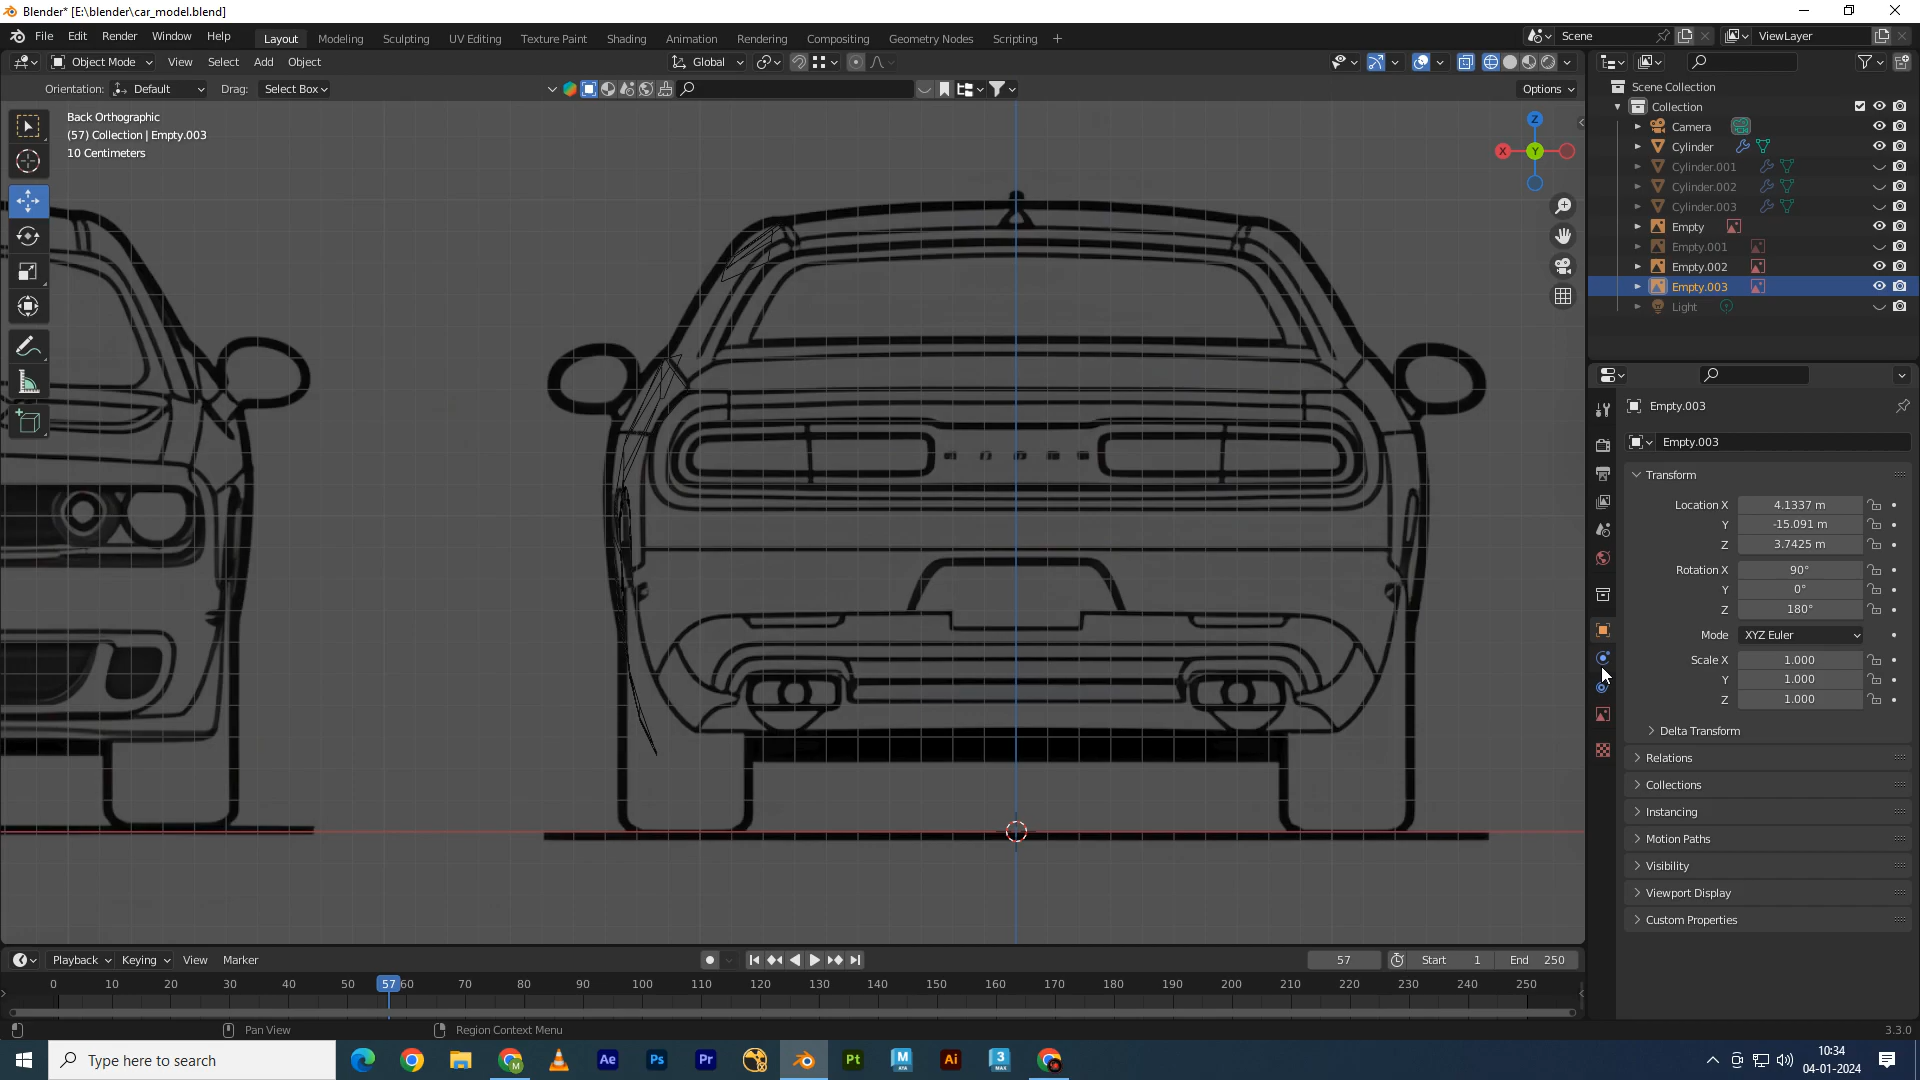 Blender* [E:\blender\car_model.blend]
File Edit Render Window Help Layout Modeling Sculpting UV Editing Texture Paint Shading Animation Rendering Compositing Geometry Nodes Scripting + Scene ViewLayer
Object Mode View Select Add Object Global
Orientation: Default Drag: Select Box Options
Back Orthographic
(57) Collection | Empty.003
10 Centimeters
Z
X Y
Scene Collection
Collection
Camera
Cylinder
Cylinder.001
Cylinder.002
Cylinder.003
Empty
Empty.001
Empty.002
Empty.003
Light
Empty.003
Empty.003
Transform
Location X 4.1337 m
Y -15.091 m
Z 3.7425 m
Rotation X 90°
Y 0°
Z 180°
Mode XYZ Euler
Scale X 1.000
Y 1.000
Z 1.000
Delta Transform
Relations
Collections
Instancing
Motion Paths
Visibility
Viewport Display
Custom Properties
Playback Keying View Marker 57 Start 1 End 250
0 10 20 30 40 50 57 60 70 80 90 100 110 120 130 140 150 160 170 180 190 200 210 220 230 240 250
Pan View Region Context Menu 3.3.0
Type here to search Ae Ps Pr Pt M Ai 3 10:34
04-01-2024